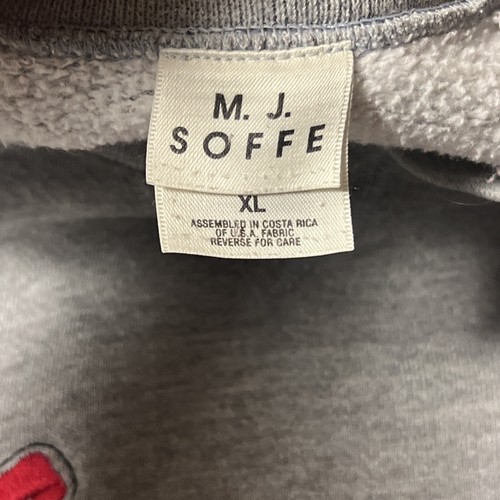 M. J.
SOFFE
XL
ASSEMBLED IN COSTA RICA
OF U.S.A. FABRIC
REVERSE FOR CARE